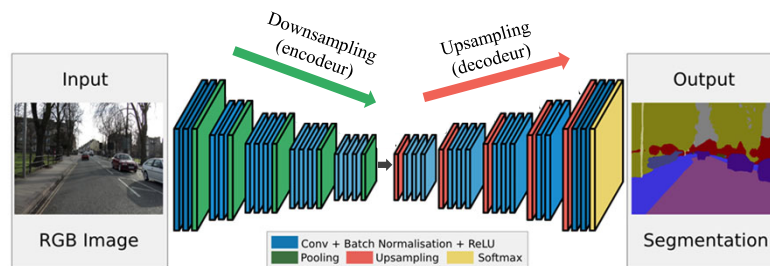 Downsampling
(encodeur)
Upsampling
(decodeur)
Input
Output
RGB Image
Segmentation
Conv + Batch Normalisation + ReLU
Pooling
Upsampling
Softmax